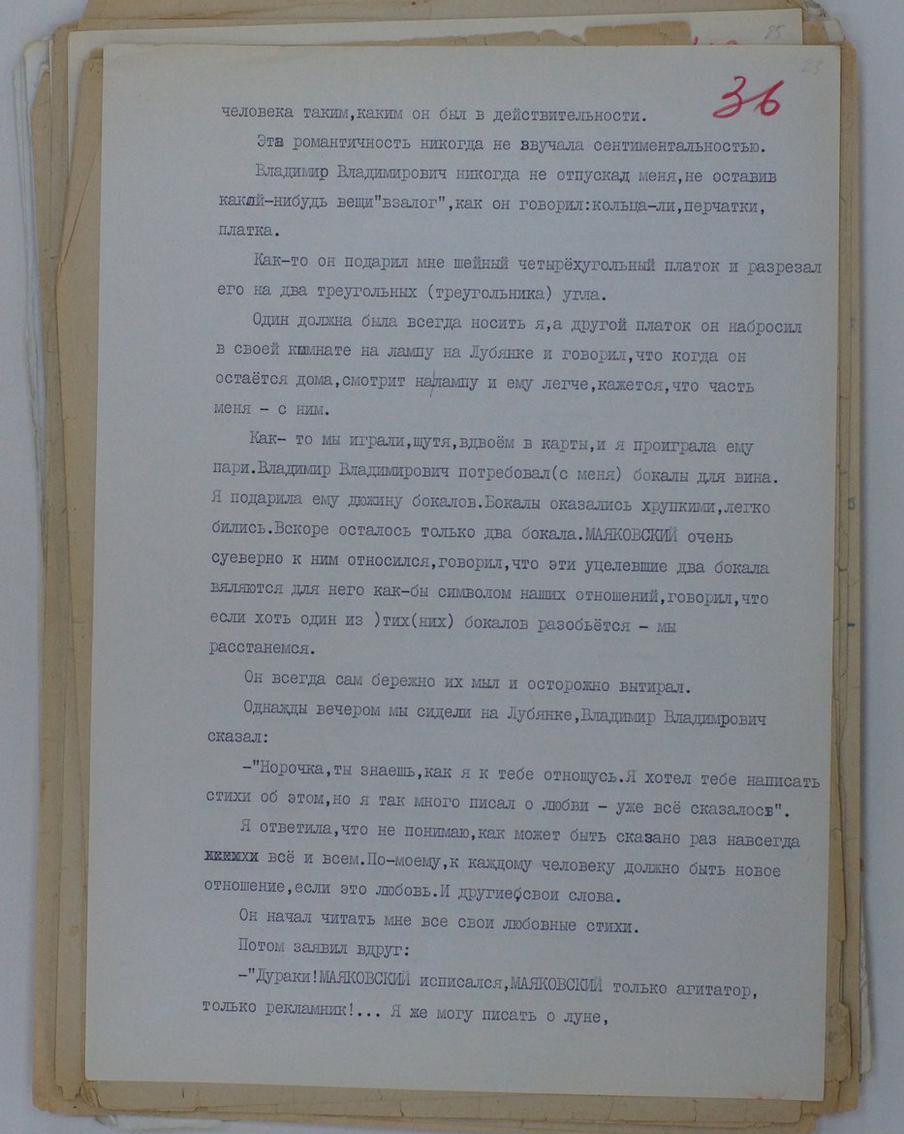 36
человека таким,каким он был в действительности.
Эта романтичность никогда не ввучала сентиментальностью.
Владимир Владимирович никогда не отпускад меня,не оставив
какой-нибудь вещи"взалог",как он говорил:кольца-ли,перчатки,
платка.
Как-то он подарил мне шейный четырёхугольный платок и разрезал
его на два треугольных (треугольника) угла.
Один должна была всегда носить я,а другой платок он набросил
в своей комнате на лампу на Лубянке и говорил,что когда он
остаётся дома,смотрит на лампу и ему легче,кажется,что часть
меня - с ним.
Как- то мы играли,шутя,вдвоём в карты,и я проиграла ему
пари.Владимир Владимирович потребовал(с меня) бокалы для вина.
Я подарила ему дюжину бокалов.Бокалы оказались хрупкими,легко
бились.Вскоре осталось только два бокала.МАЯКОВСКИЙ очень
суеверно к ним относился,говорил,что эти уцелевшие два бокала
вяляются для него как-бы символом наших отношений,говорил,что
если хоть один из )тих(них) бокалов разобьётся - мы
расстанемся.
Он всегда сам бережно их мыл и осторожно вытирал.
Однажды вечером мы сидели на Лубянке,Владимир Владимрович
сказал:
-"Норочка,ты знаешь,как я к тебе отношусь.Я хотел тебе написать
стихи об этом,но я так много писал о любви - уже всё сказалось".
Я ответила,что не понимаю,как может быть сказано раз навсегда
всё и всем.По-моему,к каждому человеку должно быть новое
отношение,если это любовь.И другие,свои слова.
Он начал читать мне все свои любовные стихи.
Потом заявил вдруг:
-"Дураки!МАЯКОВСКИЙ исписался,МАЯКОВСКИЙ только агитатор,
только рекламник!... Я же могу писать о луне,